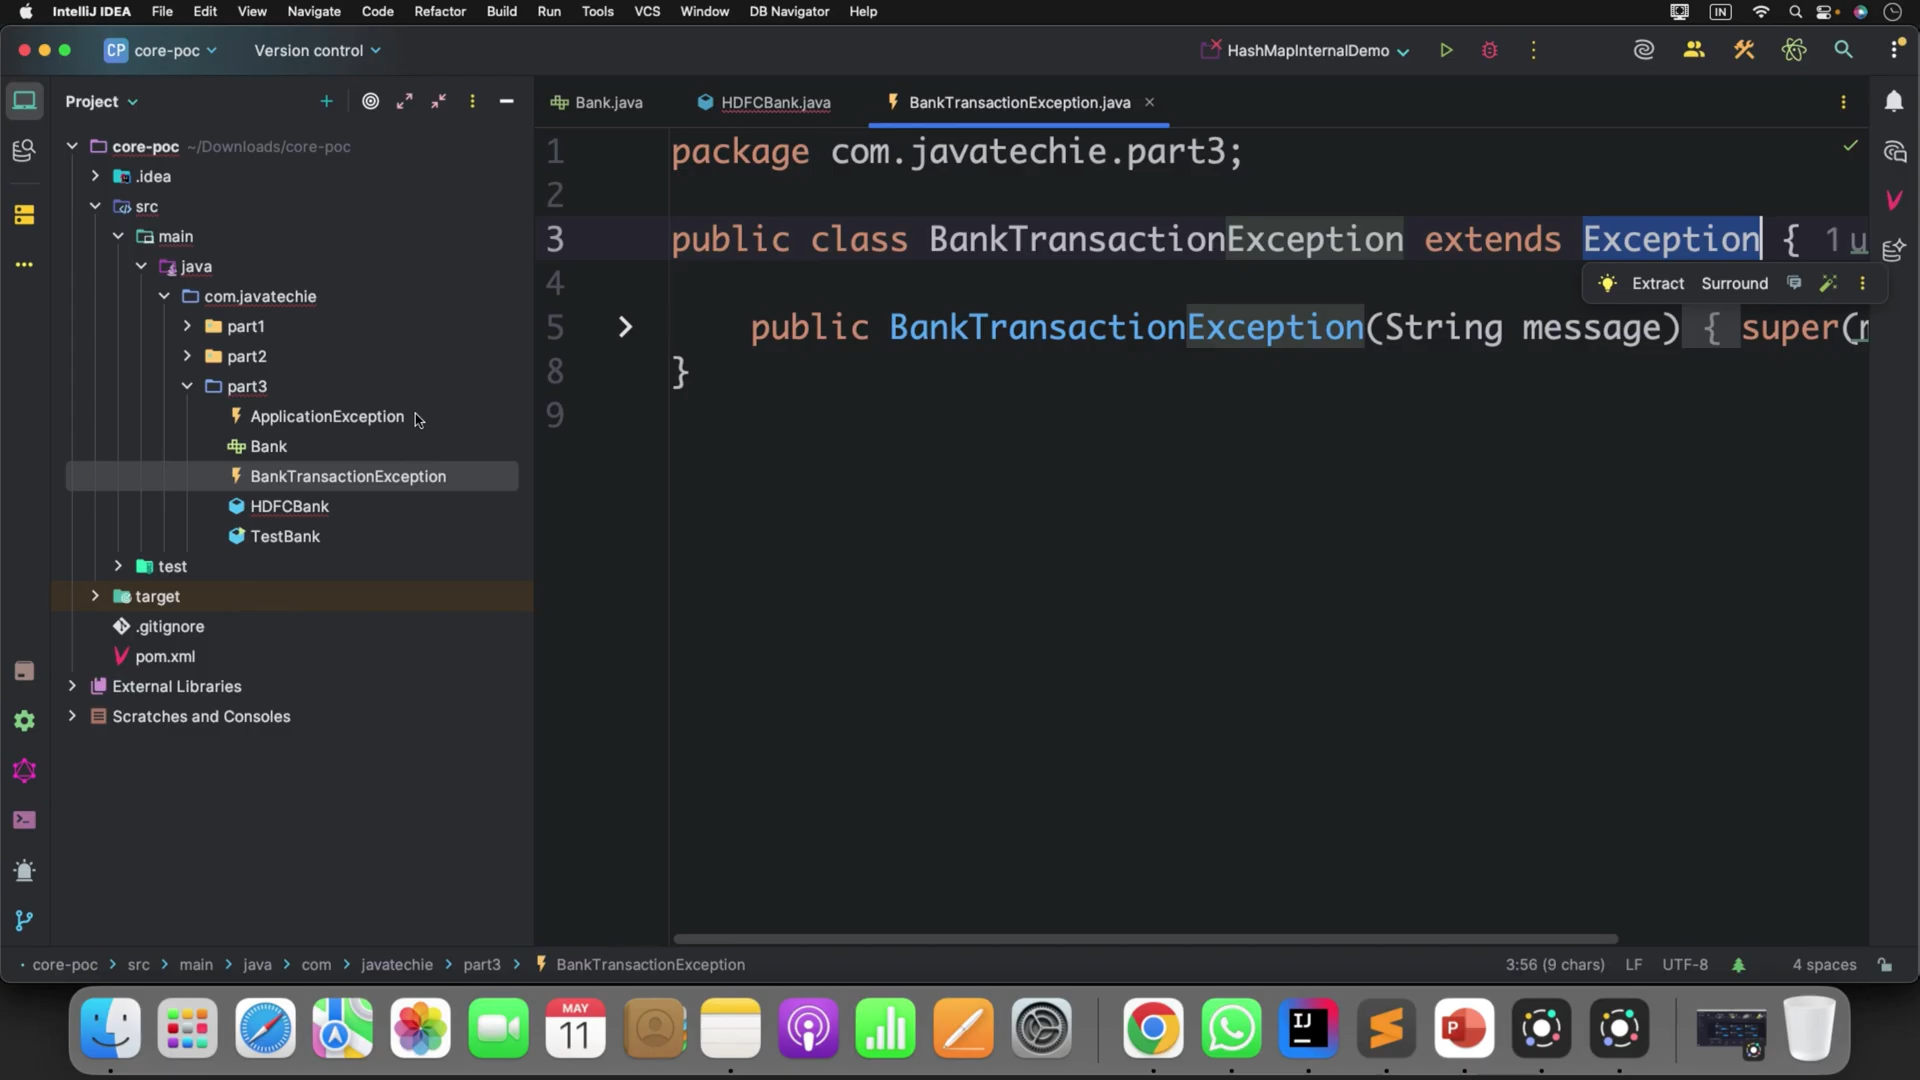 IntelliJ IDEA File Edit View Navigate Code Refactor Build Run Tools VCS Window DB Navigator Help IN
CP core-poc Version control HashMapInternalDemo
Project
Bank.java HDFCBank.java BankTransactionException.java
core-poc ~/Downloads/core-poc
.idea
src
main
java
com.javatechie
part1
part2
part3
ApplicationException
Bank
BankTransactionException
HDFCBank
TestBank
test
target
.gitignore
pom.xml
External Libraries
Scratches and Consoles
1 package com.javatechie.part3;
2
3 public class BankTransactionException extends Exception { 1 u
4
Extract Surround
5 public BankTransactionException(String message) { super(
8 }
9
core-poc > src > main > java > com > javatechie > part3 > BankTransactionException 3:56 (9 chars) LF UTF-8 4 spaces
MAY
11
IJ
P